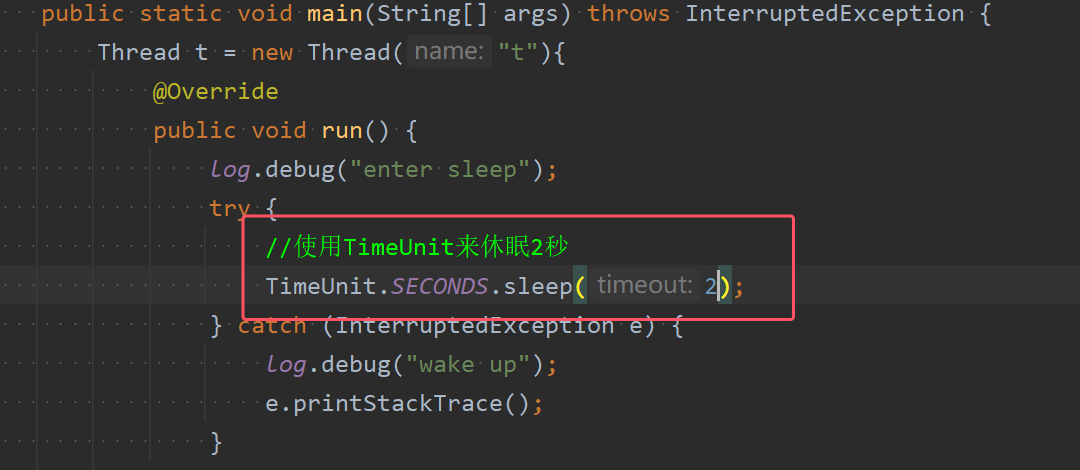 public static void main(String[] args) throws InterruptedException {
Thread t = new Thread( name: "t"){
@Override
public void run() {
log.debug("enter sleep");
try {
//使用TimeUnit来休眠2秒
TimeUnit.SECONDS.sleep( timeout: 2);
} catch (InterruptedException e) {
log.debug("wake up");
e.printStackTrace();
}